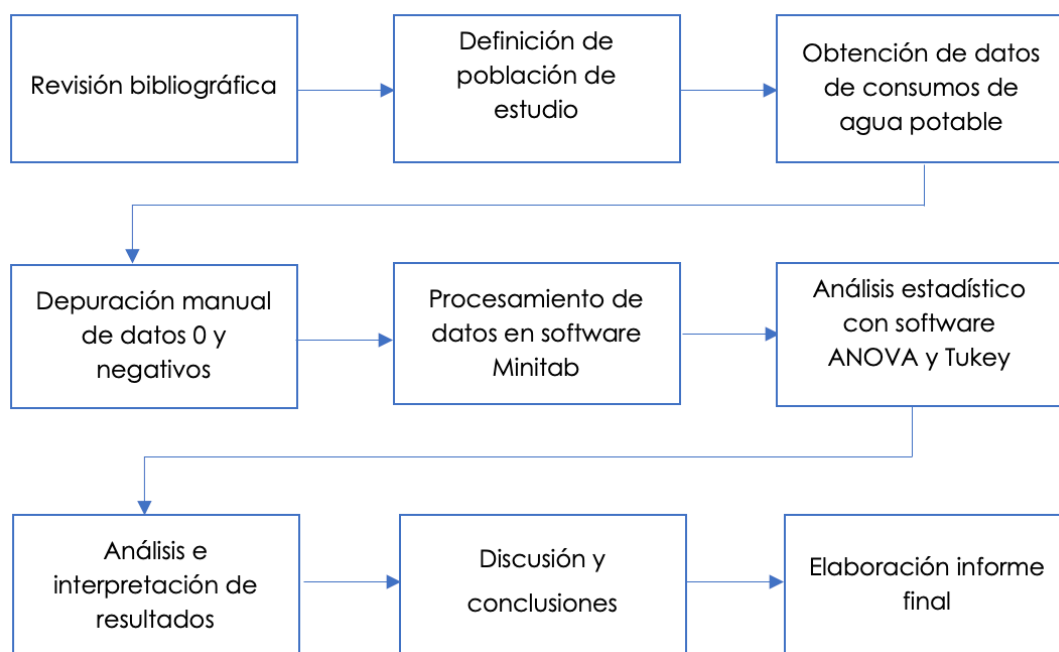 Revisión bibliográfica
Definición de
población de
estudio
Obtención de datos
de consumos de
agua potable
Depuración manual
de datos 0 y
negativos
Procesamiento de
datos en software
Minitab
Análisis estadístico
con software
ANOVA y Tukey
Análisis e
interpretación de
resultados
Discusión y
conclusiones
Elaboración informe
final